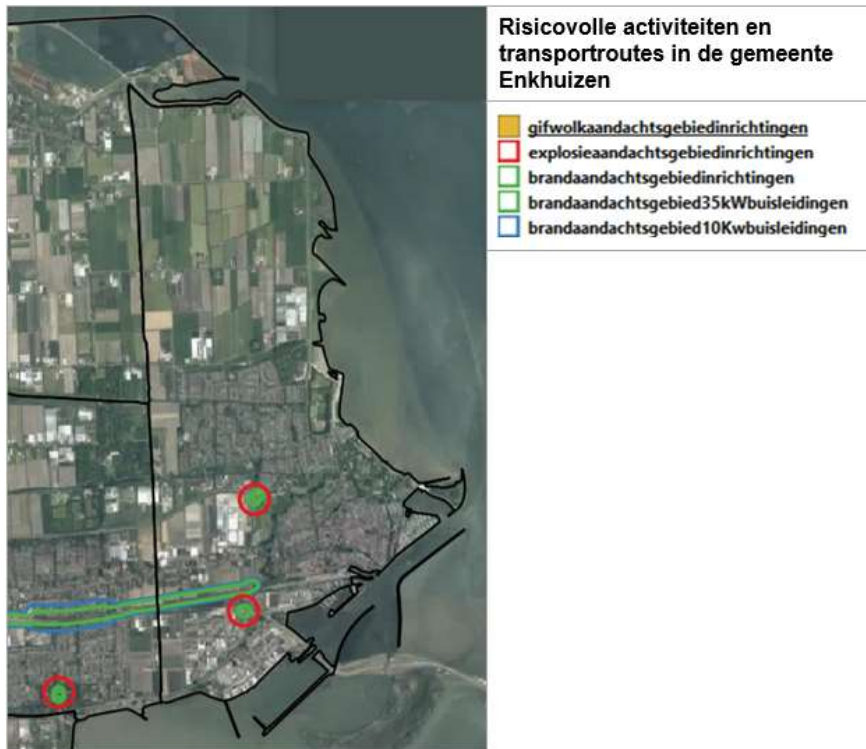 Risicovolle activiteiten en
transportroutes in de gemeente
Enkhuizen
gifwolkaandachtsgebiedinrichtingen
explosieaandachtsgebiedinrichtingen
brandaandachtsgebiedinrichtingen
brandaandachtsgebied35kWbuisleidingen
brandaandachtsgebied10Kwbuisleidingen